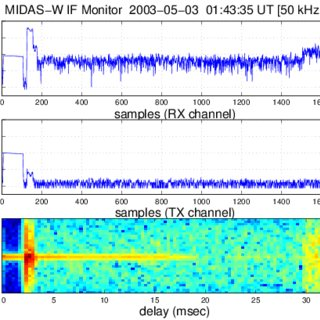 MIDAS−W IF Monitor 2003−05−03 01:43:35 UT [50 kHz
0 200 400 600 800 1000 1200 1400
samples (RX channel)
0 200 400 600 800 1000 1200 1400
samples (TX channel)
0 5 10 15 20 25 30
delay (msec)